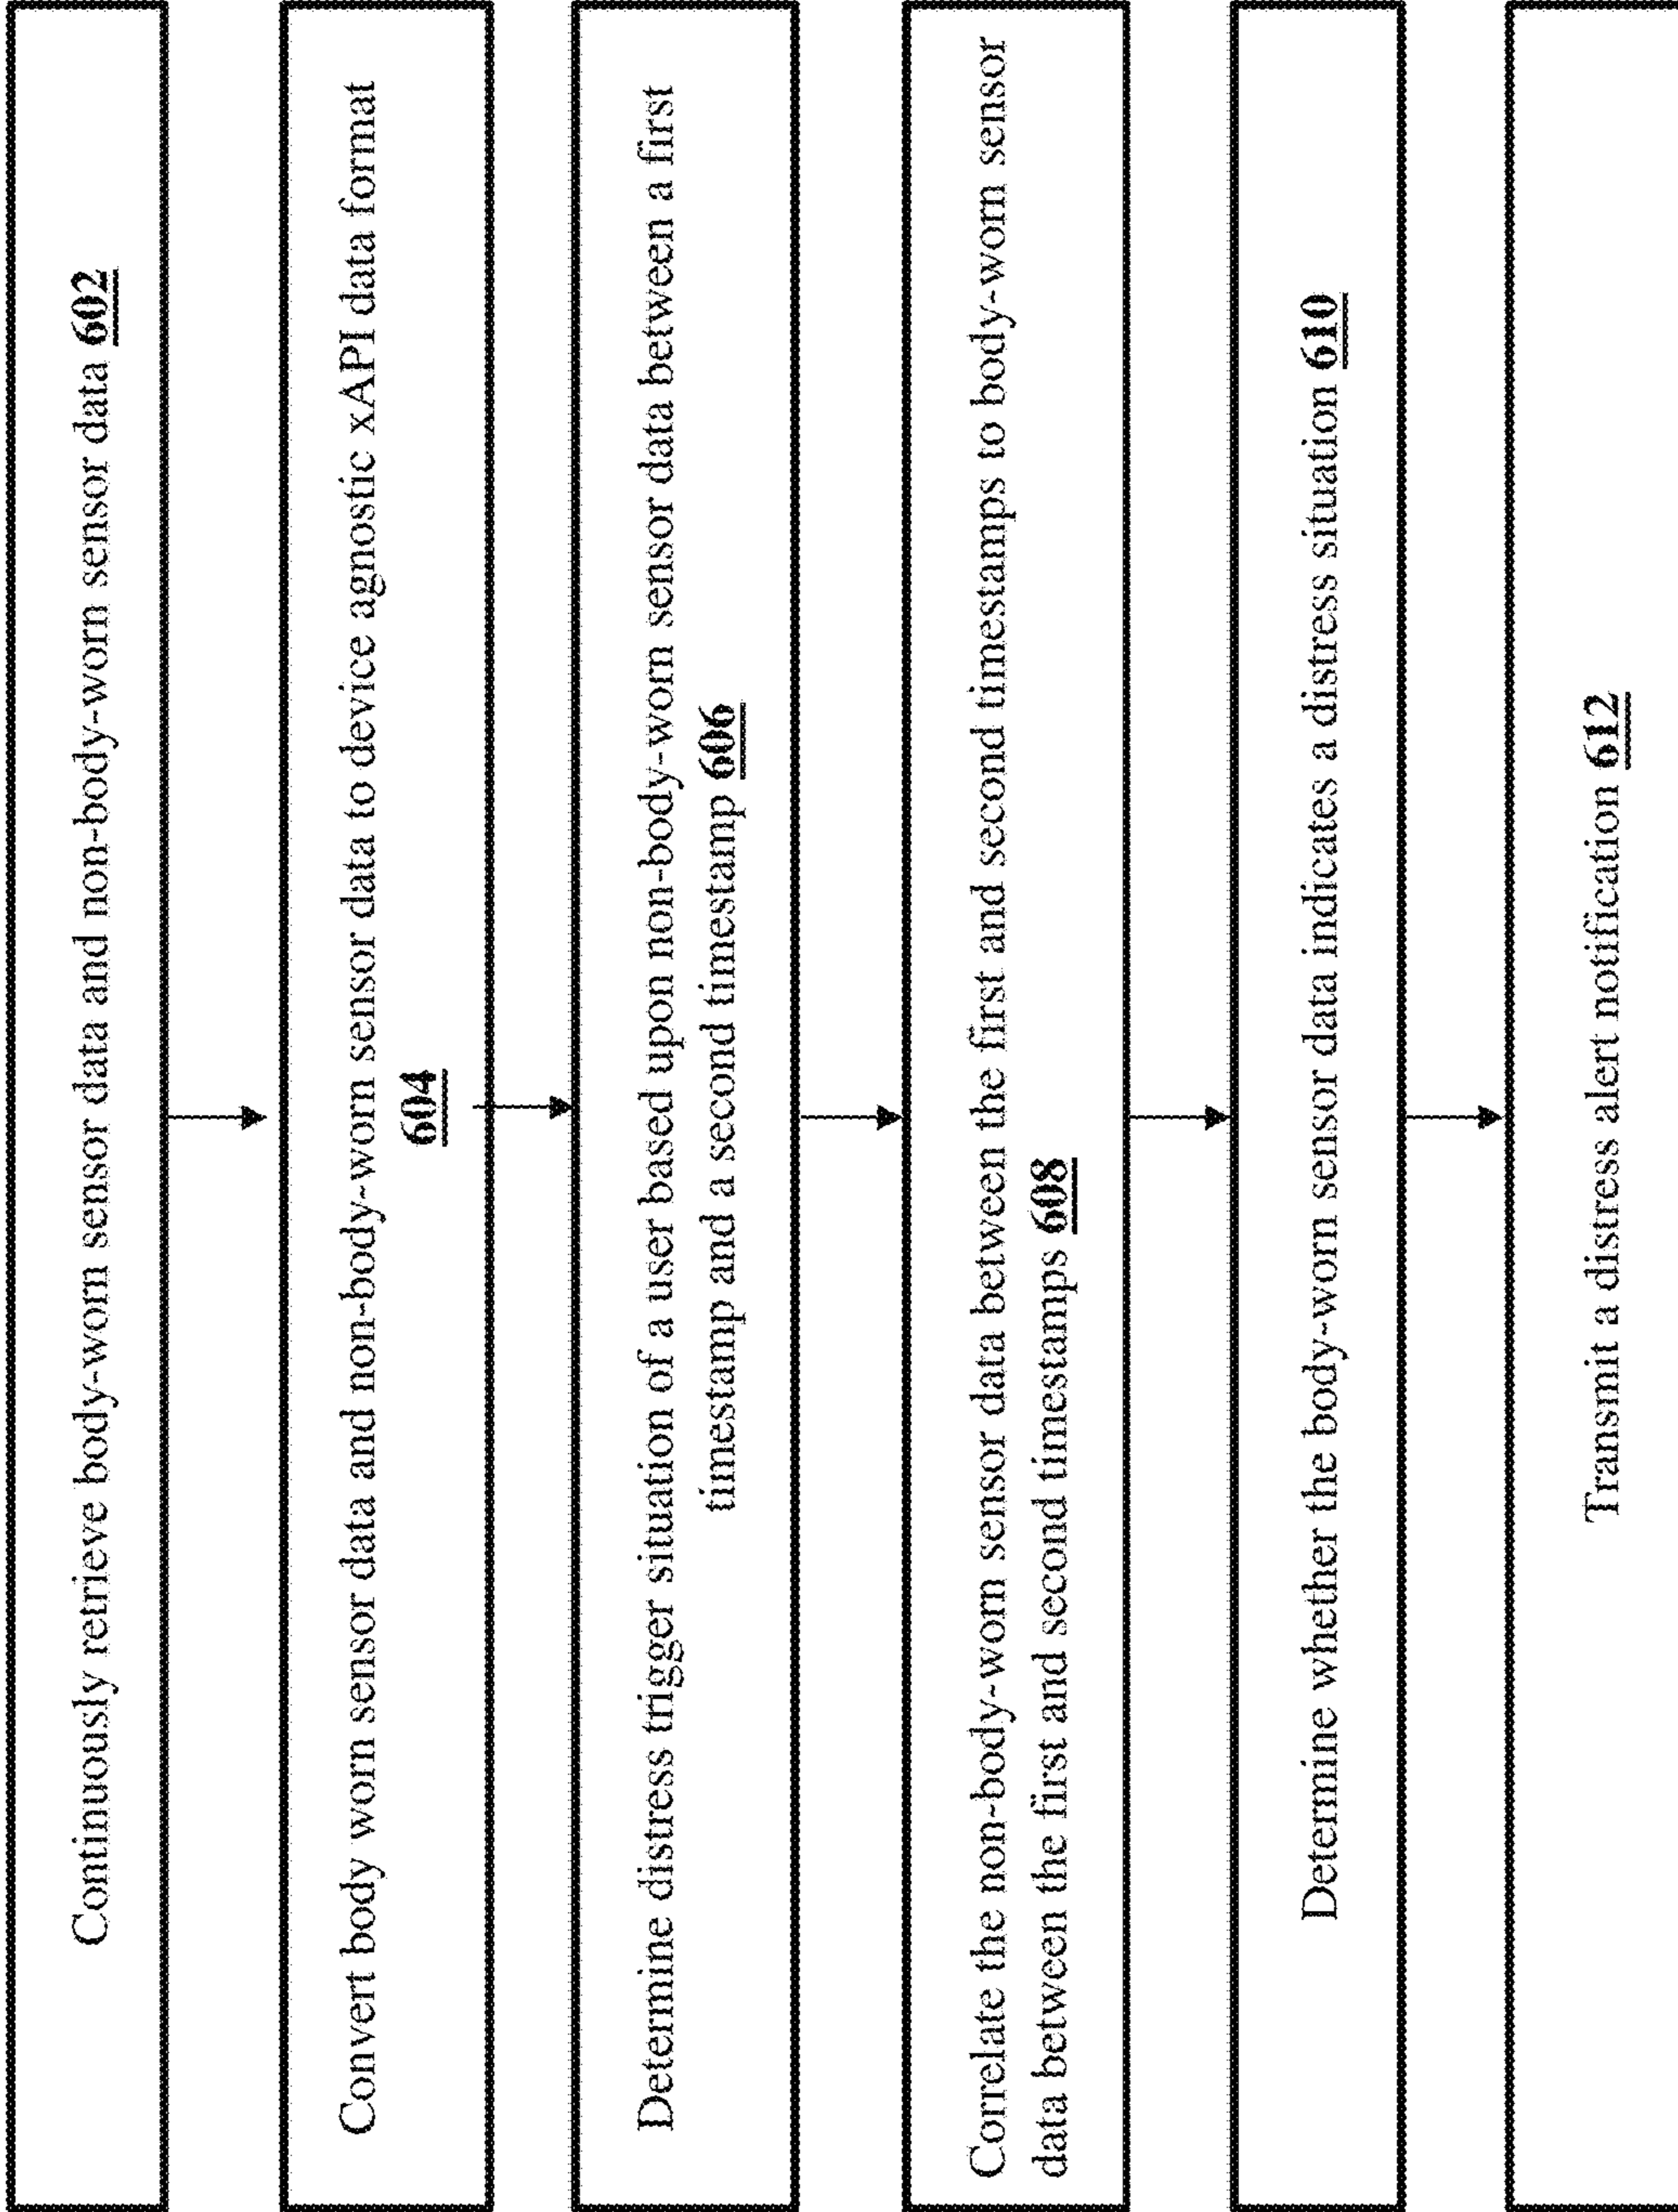 Continuously retrieve body-worn sensor data and non-body-worn sensor data 602
Convert body worn sensor data and non-body-worn sensor data to device agnostic xAPI data format
604
Determine distress trigger situation of a user based upon non-body-worn sensor data between a first
timestamp and a second timestamp 606
Correlate the non-body-worn sensor data between the first and second timestamps to body-worn sensor
data between the first and second timestamps 608
Determine whether the body-worn sensor data indicates a distress situation 610
Transmit a distress alert notification 612